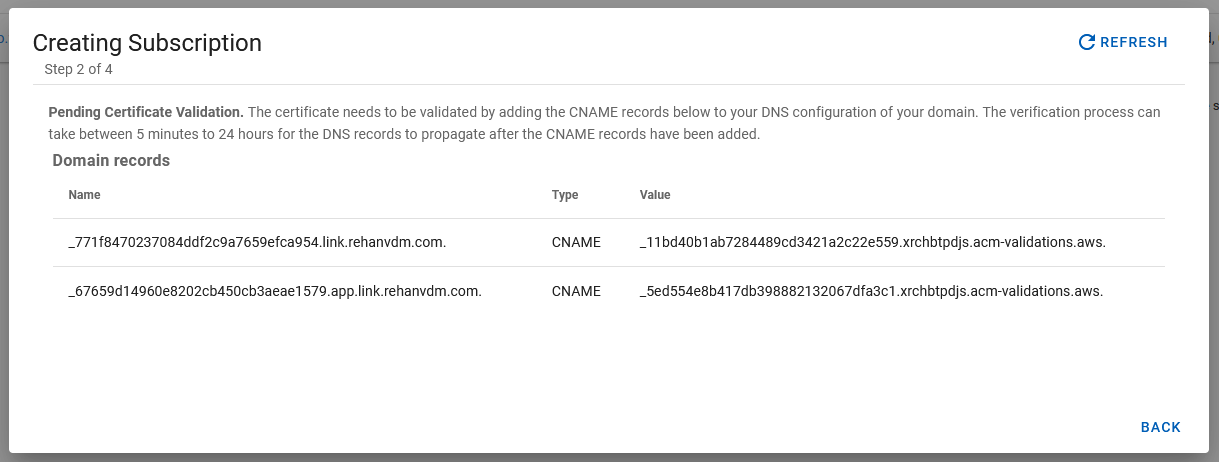 Creating Subscription
REFRESH
Step 2 of 4
Pending Certificate Validation. The certificate needs to be validated by adding the CNAME records below to your DNS configuration of your domain. The verification process can
take between 5 minutes to 24 hours for the DNS records to propagate after the CNAME records have been added.
Domain records
Name Type Value
_771f8470237084ddf2c9a7659efca954.link.rehanvdm.com. CNAME _11bd40b1ab7284489cd3421a2c22e559.xrchbtpdjs.acm-validations.aws.
_67659d14960e8202cb450cb3aeae1579.app.link.rehanvdm.com. CNAME _5ed554e8b417db398882132067dfa3c1.xrchbtpdjs.acm-validations.aws.
BACK